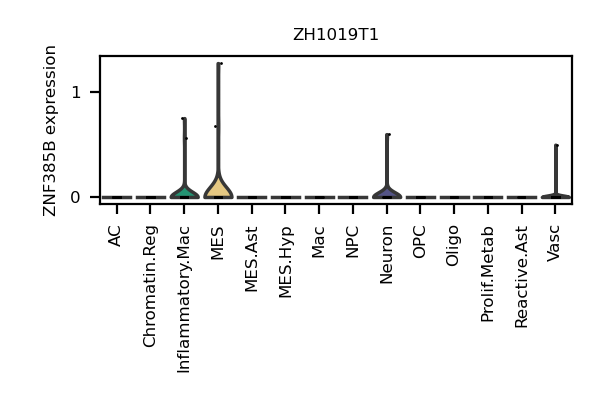 ZH1019T1
ZNF385B expression
1
0
AC
Chromatin.Reg
Inflammatory.Mac
MES
MES.Ast
MES.Hyp
Mac
NPC
Neuron
OPC
Oligo
Prolif.Metab
Reactive.Ast
Vasc